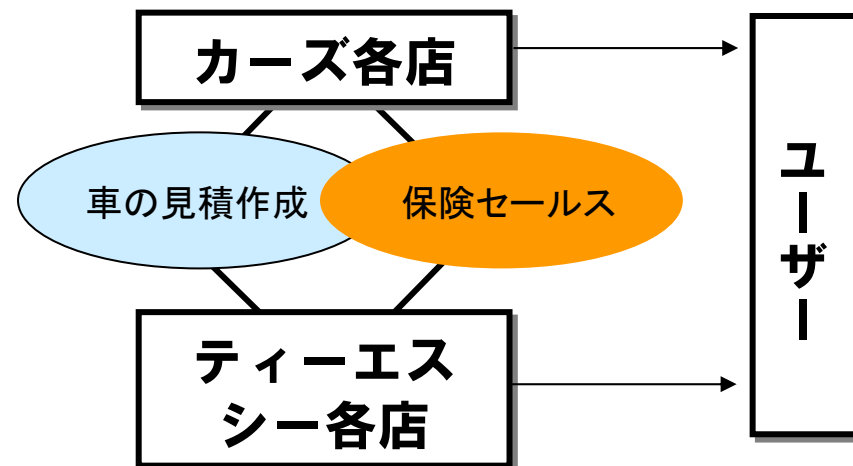 カーズ各店
車の見積作成
保険セールス
ユーザー
ティーエス
シー各店